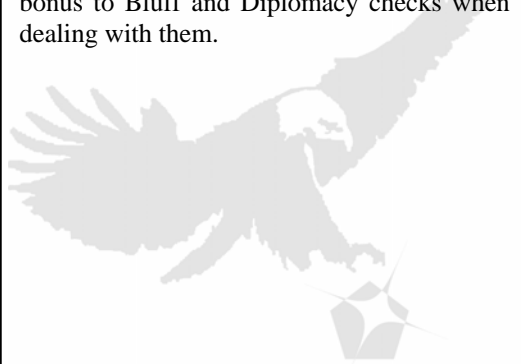 bonus to Bluff and Diplomacy checks when
dealing with them.